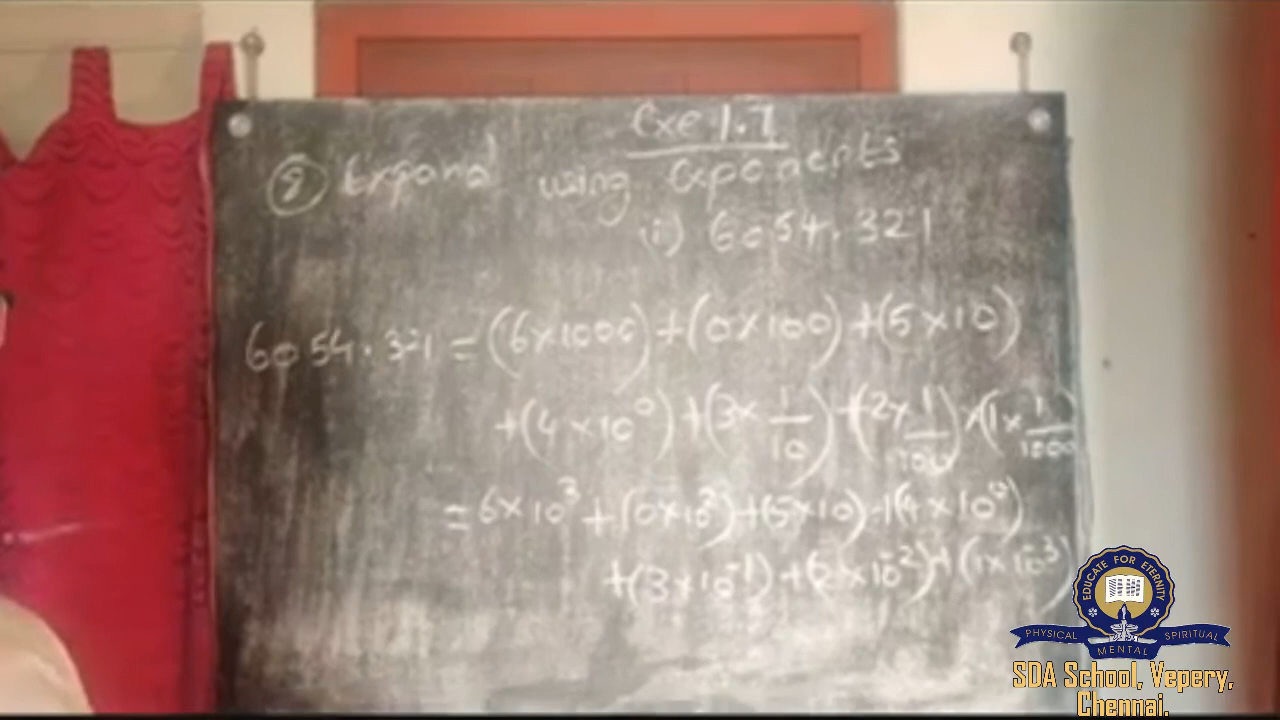 Exe 1.7
⑧ Expand using exponents
(i) 6054.321
6054.321 = (6×1000) + (0×100) + (5×10)
+ (4×10⁰) + (3×1/10) + (2×1/100) × (1×1/1000
= 6×10³ + (0×10²) + (5×10) + (4×10⁰)
+ (3×10⁻¹) + (2×10⁻²) + (1×10⁻³)
EDUCATE FOR ETERNITY
PHYSICAL MENTAL SPIRITUAL
SDA School, Vepery,
Chennai.